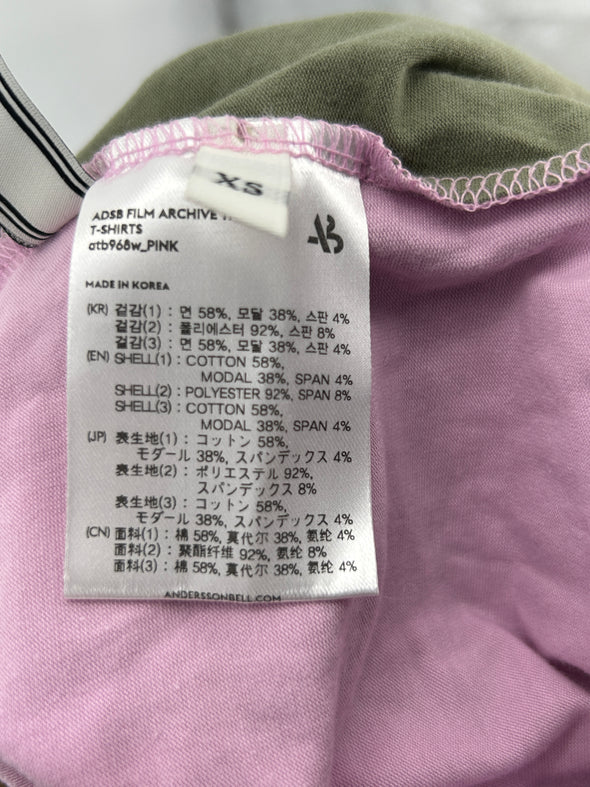 XS
ADSB FILM ARCHIVE
T-SHIRTS
atb968w_PINK
MADE IN KOREA
(KR) 겉감(1) : 면 58%, 모달 38%, 스판 4%
겉감(2) : 폴리에스터 92%, 스판 8%
겉감(3) : 면 58%, 모달 38%, 스판 4%
(EN) SHELL(1) : COTTON 58%,
MODAL 38%, SPAN 4%
SHELL(2) : POLYESTER 92%, SPAN 8%
SHELL(3) : COTTON 58%,
MODAL 38%, SPAN 4%
(JP) 表生地(1) : コットン 58%,
モダール 38%, スパンデックス 4%
表生地(2) : ポリエステル 92%,
スパンデックス 8%
表生地(3) : コットン 58%,
モダール 38%, スパンデックス 4%
(CN) 面料(1) : 棉 58%, 莫代尔 38%, 氨纶 4%
面料(2) : 聚酯纤维 92%, 氨纶 8%
面料(3) : 棉 58%, 莫代尔 38%, 氨纶 4%
ANDERSSONBELL.COM